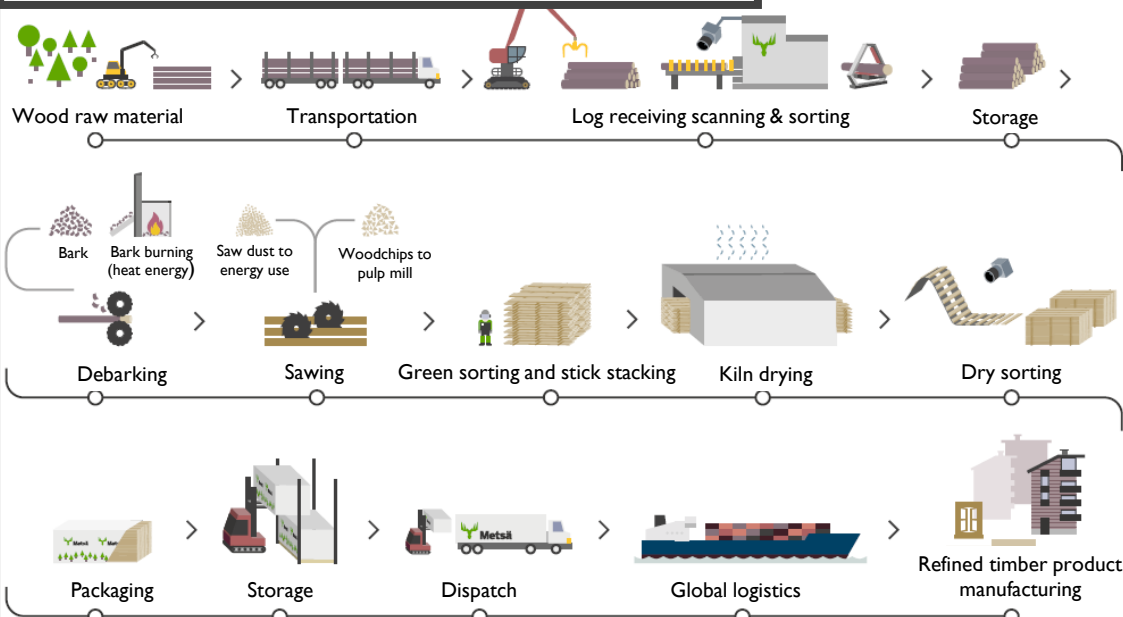 Wood raw material
Transportation
Log receiving scanning & sorting
Storage
Bark
Bark burning
(heat energy)
Saw dust to
energy use
Woodchips to
pulp mill
Debarking
Sawing
Green sorting and stick stacking
Kiln drying
Dry sorting
Metsä
Metsä
Packaging
Storage
Dispatch
Global logistics
Refined timber product
manufacturing